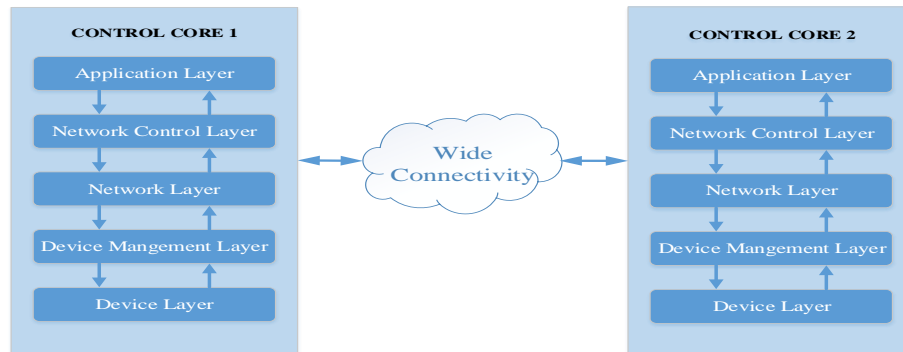 CONTROL CORE 1
Application Layer
Network Control Layer
Network Layer
Device Mangement Layer
Device Layer
Wide
Connectivity
CONTROL CORE 2
Application Layer
Network Control Layer
Network Layer
Device Mangement Layer
Device Layer